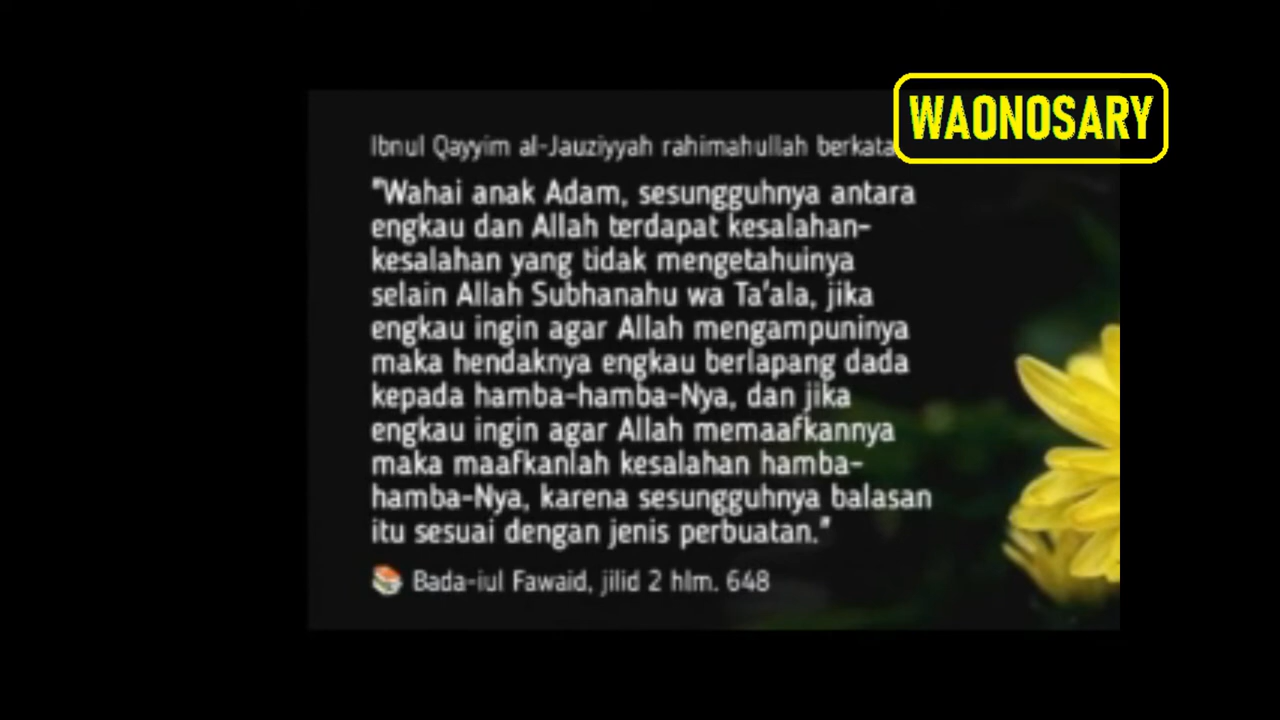 WAONOSARY
Ibnul Qayyim al-Jauziyyah rahimahullah berkata
"Wahai anak Adam, sesungguhnya antara
engkau dan Allah terdapat kesalahan-
kesalahan yang tidak mengetahuinya
selain Allah Subhanahu wa Ta'ala, jika
engkau ingin agar Allah mengampuninya
maka hendaknya engkau berlapang dada
kepada hamba-hamba-Nya, dan jika
engkau ingin agar Allah memaafkannya
maka maafkanlah kesalahan hamba-
hamba-Nya, karena sesungguhnya balasan
itu sesuai dengan jenis perbuatan."
Bada-iul Fawaid, jilid 2 hlm. 648